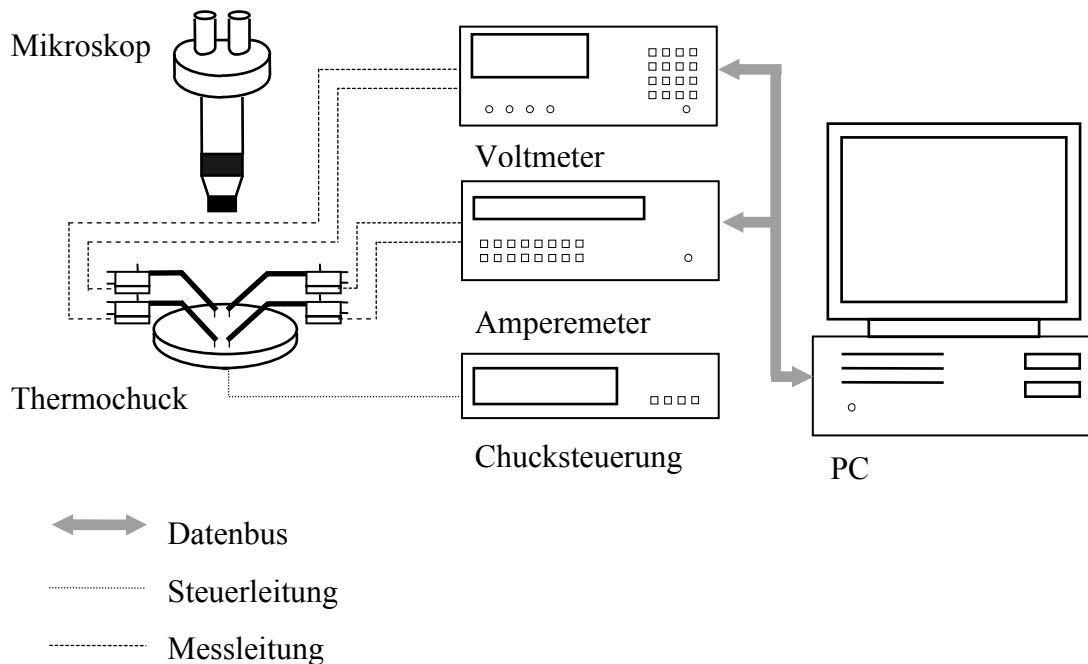 Mikroskop
Voltmeter
Amperemeter
Thermochuck
Chucksteuerung
PC
Datenbus
Steuerleitung
Messleitung